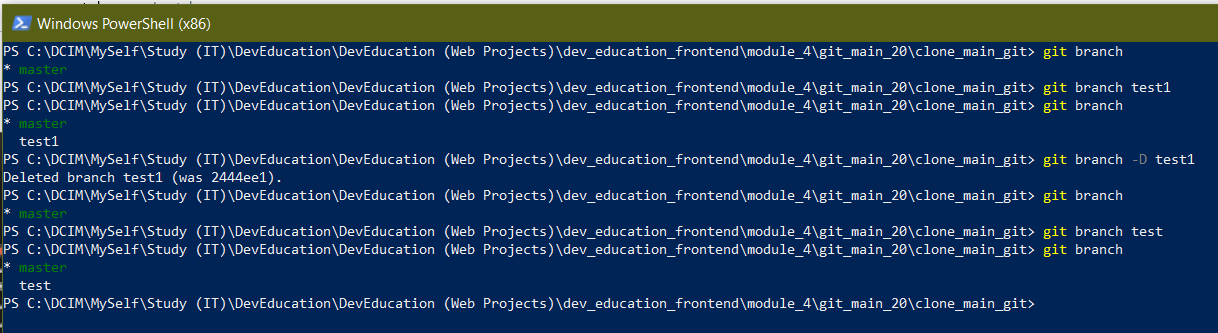 Windows PowerShell (x86)
PS C:\DCIM\MySelf\Study (IT)\DevEducation\DevEducation (Web Projects)\dev_education_frontend\module_4\git_main_20\clone_main_git> git branch
* master
PS C:\DCIM\MySelf\Study (IT)\DevEducation\DevEducation (Web Projects)\dev_education_frontend\module_4\git_main_20\clone_main_git> git branch test1
PS C:\DCIM\MySelf\Study (IT)\DevEducation\DevEducation (Web Projects)\dev_education_frontend\module_4\git_main_20\clone_main_git> git branch
* master
  test1
PS C:\DCIM\MySelf\Study (IT)\DevEducation\DevEducation (Web Projects)\dev_education_frontend\module_4\git_main_20\clone_main_git> git branch -D test1
Deleted branch test1 (was 2444ee1).
PS C:\DCIM\MySelf\Study (IT)\DevEducation\DevEducation (Web Projects)\dev_education_frontend\module_4\git_main_20\clone_main_git> git branch
* master
PS C:\DCIM\MySelf\Study (IT)\DevEducation\DevEducation (Web Projects)\dev_education_frontend\module_4\git_main_20\clone_main_git> git branch test
PS C:\DCIM\MySelf\Study (IT)\DevEducation\DevEducation (Web Projects)\dev_education_frontend\module_4\git_main_20\clone_main_git> git branch
* master
  test
PS C:\DCIM\MySelf\Study (IT)\DevEducation\DevEducation (Web Projects)\dev_education_frontend\module_4\git_main_20\clone_main_git>